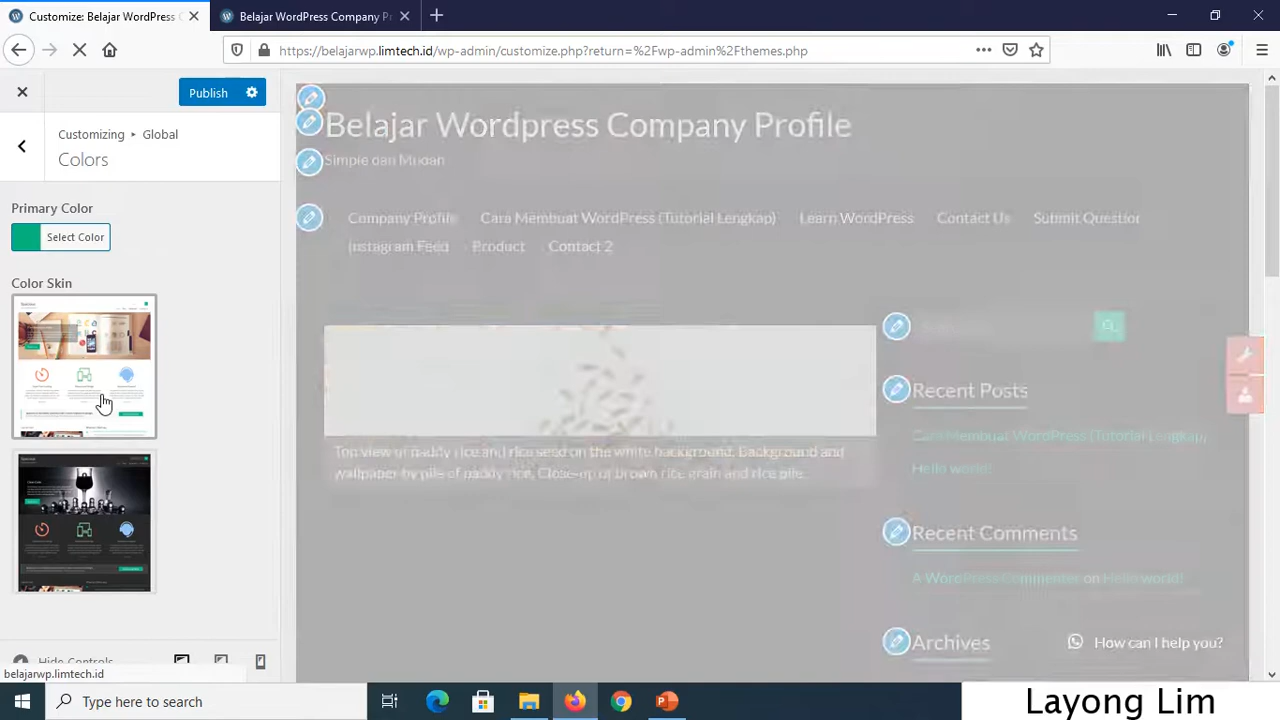 Customize: Belajar WordPress C
Belajar WordPress Company P
https://belajarwp.limtech.id/wp-admin/customize.php?return=%2Fwp-admin%2Fthemes.php
Publish
Customizing ▸ Global
Colors
Primary Color
Select Color
Color Skin
Hide Controls
belajarwp.limtech.id
Belajar Wordpress Company Profile
Simple dan Mudah
Company Profile Cara Membuat WordPress (Tutorial Lengkap) Learn WordPress Contact Us Submit Question
Instagram Feed Product Contact 2
Top view of paddy rice and rice seed on the white background. Background and
wallpaper by pile of paddy rice. Close-up of brown rice grain and rice pile.
Recent Posts
Cara Membuat WordPress (Tutorial Lengkap)
Hello world!
Recent Comments
A WordPress Commenter on Hello world!
Archives
How can I help you?
Type here to search
Layong Lim